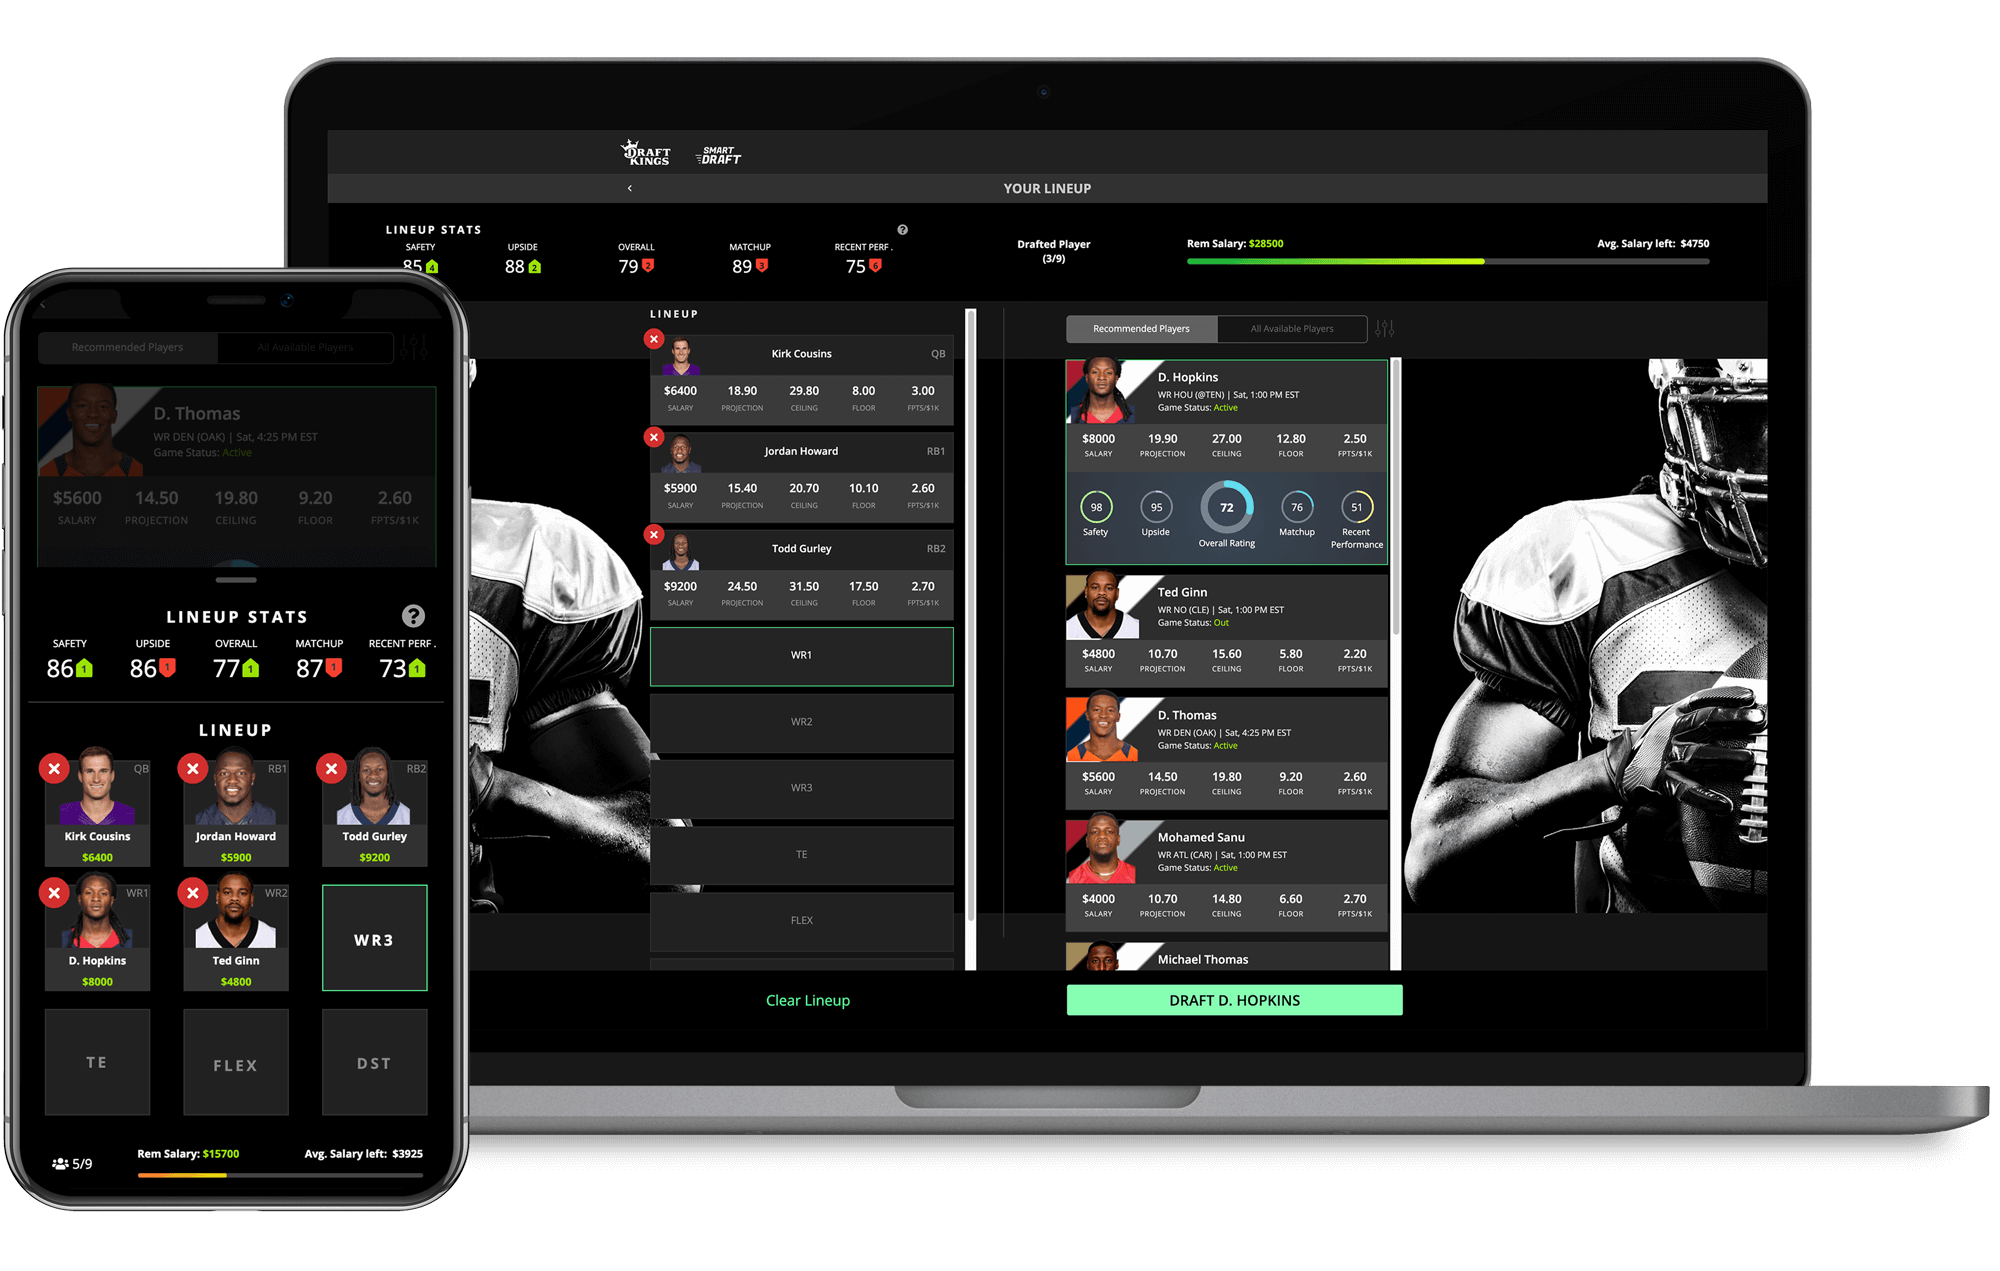 DRAFT
KINGS
SMART
DRAFT
YOUR LINEUP
LINEUP STATS
?
SAFETY UPSIDE OVERALL MATCHUP RECENT PERF .
85 4 88 2 79 2 89 3 75 6
Drafted Player
(3/9)
Rem Salary: $28500
Avg. Salary left: $4750
LINEUP
Kirk Cousins QB
$6400 18.90 29.80 8.00 3.00
SALARY PROJECTION CEILING FLOOR FPTS/$1K
Jordan Howard RB1
$5900 15.40 20.70 10.10 2.60
SALARY PROJECTION CEILING FLOOR FPTS/$1K
Todd Gurley RB2
$9200 24.50 31.50 17.50 2.70
SALARY PROJECTION CEILING FLOOR FPTS/$1K
WR1
WR2
WR3
TE
FLEX
Clear Lineup
Recommended Players All Available Players
D. Hopkins
WR HOU (@TEN) | Sat, 1:00 PM EST
Game Status: Active
$8000 19.90 27.00 12.80 2.50
SALARY PROJECTION CEILING FLOOR FPTS/$1K
98 95 72 76 51
Safety Upside Overall Rating Matchup Recent
Performance
Ted Ginn
WR NO (CLE) | Sat, 1:00 PM EST
Game Status: Out
$4800 10.70 15.60 5.80 2.20
SALARY PROJECTION CEILING FLOOR FPTS/$1K
D. Thomas
WR DEN (OAK) | Sat, 4:25 PM EST
Game Status: Active
$5600 14.50 19.80 9.20 2.60
SALARY PROJECTION CEILING FLOOR FPTS/$1K
Mohamed Sanu
WR ATL (CAR) | Sat, 1:00 PM EST
Game Status: Active
$4000 10.70 14.80 6.60 2.70
SALARY PROJECTION CEILING FLOOR FPTS/$1K
Michael Thomas
DRAFT D. HOPKINS
Recommended Players All Available Players
D. Thomas
WR DEN (OAK) | Sat, 4:25 PM EST
Game Status: Active
$5600 14.50 19.80 9.20 2.60
SALARY PROJECTION CEILING FLOOR FPTS/$1K
LINEUP STATS ?
SAFETY UPSIDE OVERALL MATCHUP RECENT PERF .
86 1 86 1 77 1 87 1 73 1
LINEUP
QB RB1 RB2
Kirk Cousins Jordan Howard Todd Gurley
$6400 $5900 $9200
WR1 WR2
WR3
D. Hopkins Ted Ginn
$8000 $4800
TE FLEX DST
5/9
Rem Salary: $15700
Avg. Salary left: $3925